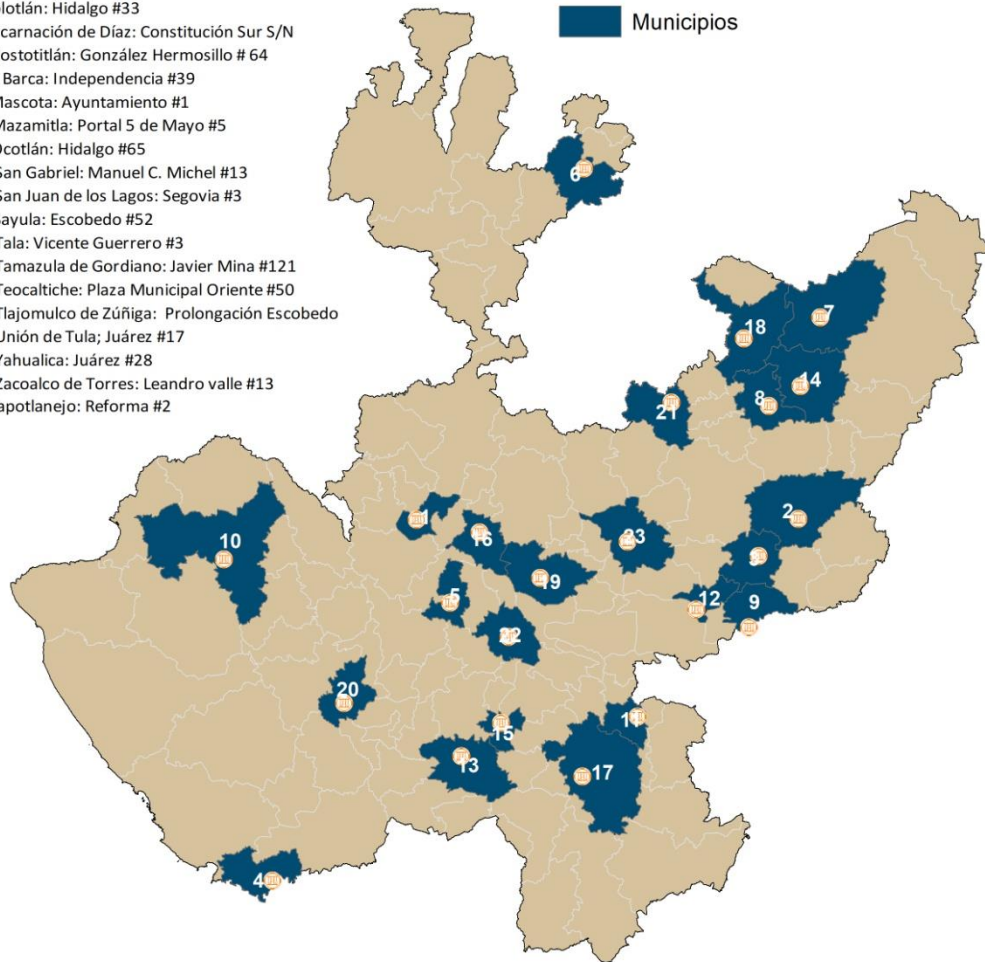 olotlán: Hidalgo #33
carnación de Díaz: Constitución Sur S/N
ostotitlán: González Hermosillo # 64
Barca: Independencia #39
Mascota: Ayuntamiento #1
Mazamitla: Portal 5 de Mayo #5
Ocotlán: Hidalgo #65
San Gabriel: Manuel C. Michel #13
San Juan de los Lagos: Segovia #3
Sayula: Escobedo #52
Tala: Vicente Guerrero #3
Tamazula de Gordiano: Javier Mina #121
Teocaltiche: Plaza Municipal Oriente #50
Tlajomulco de Zúñiga: Prolongación Escobedo
Unión de Tula; Juárez #17
Yahualica: Juárez #28
Zacoalco de Torres: Leandro valle #13
apotlanejo: Reforma #2
Municipios
6
7
18
14
8
21
2
1
16
23
10
19
5
12
9
22
20
11
15
13
17
4